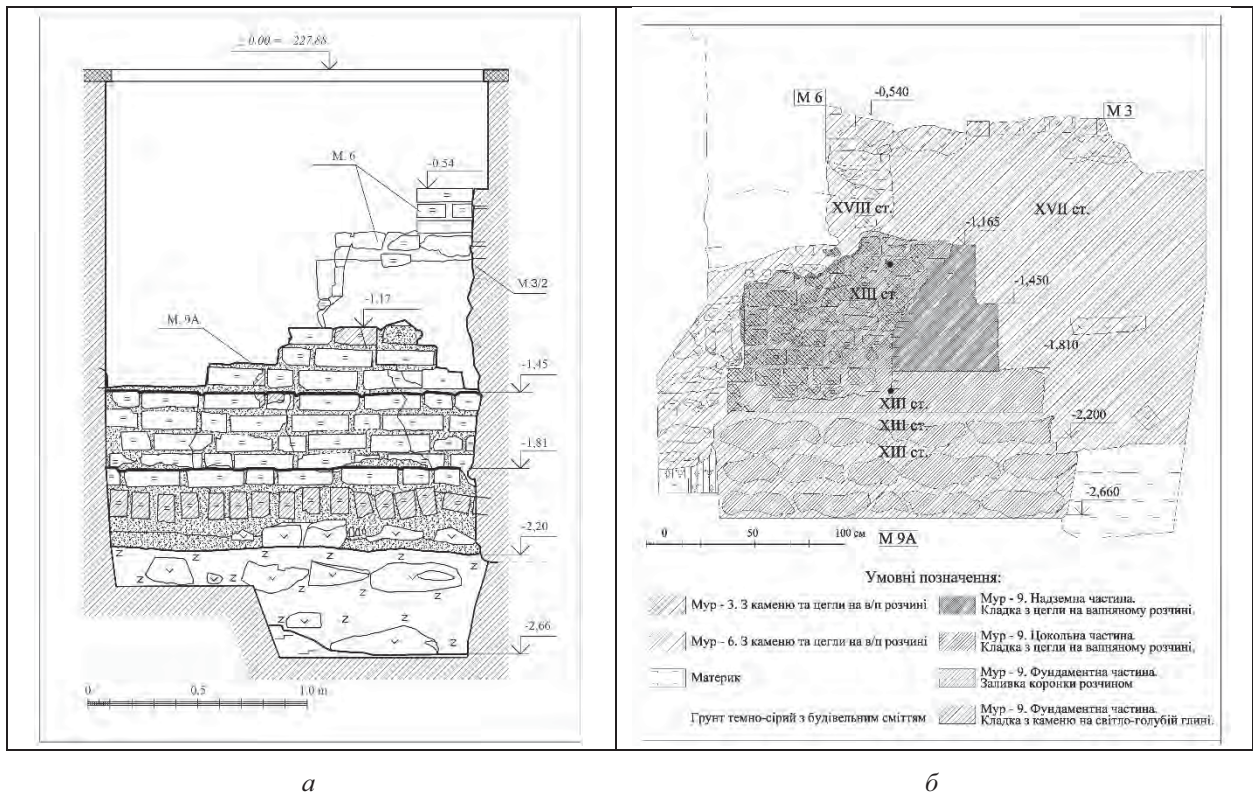 ± 0.00 = 227.88
М. 6
-0.54
М.3/2
-1,17
М. 9А
-1,45
-1,81
-2,20
-2,66
0 0.5 1.0 m
а
М 6
-0,540
М 3
XVIII ст.
XVII ст.
-1,165
XIII ст.
-1,450
-1,810
XIII ст.
XIII ст.
-2,200
XIII ст.
-2,660
0 50 100 см
М 9А
Умовні позначення:
Мур - 3. З каменю та цегли на в/п розчині
Мур - 6. З каменю та цегли на в/п розчині
Материк
Грунт темно-сірий з будівельним сміттям
Мур - 9. Надземна частина.
Кладка з цегли на вапняному розчині.
Мур - 9. Цокольна частина.
Кладка з цегли на вапняному розчині,
Мур - 9. Фундаментна частина.
Заливка коронки розчином
Мур - 9. Фундаментна частина.
Кладка з каменю на світло-голубій глині.
б